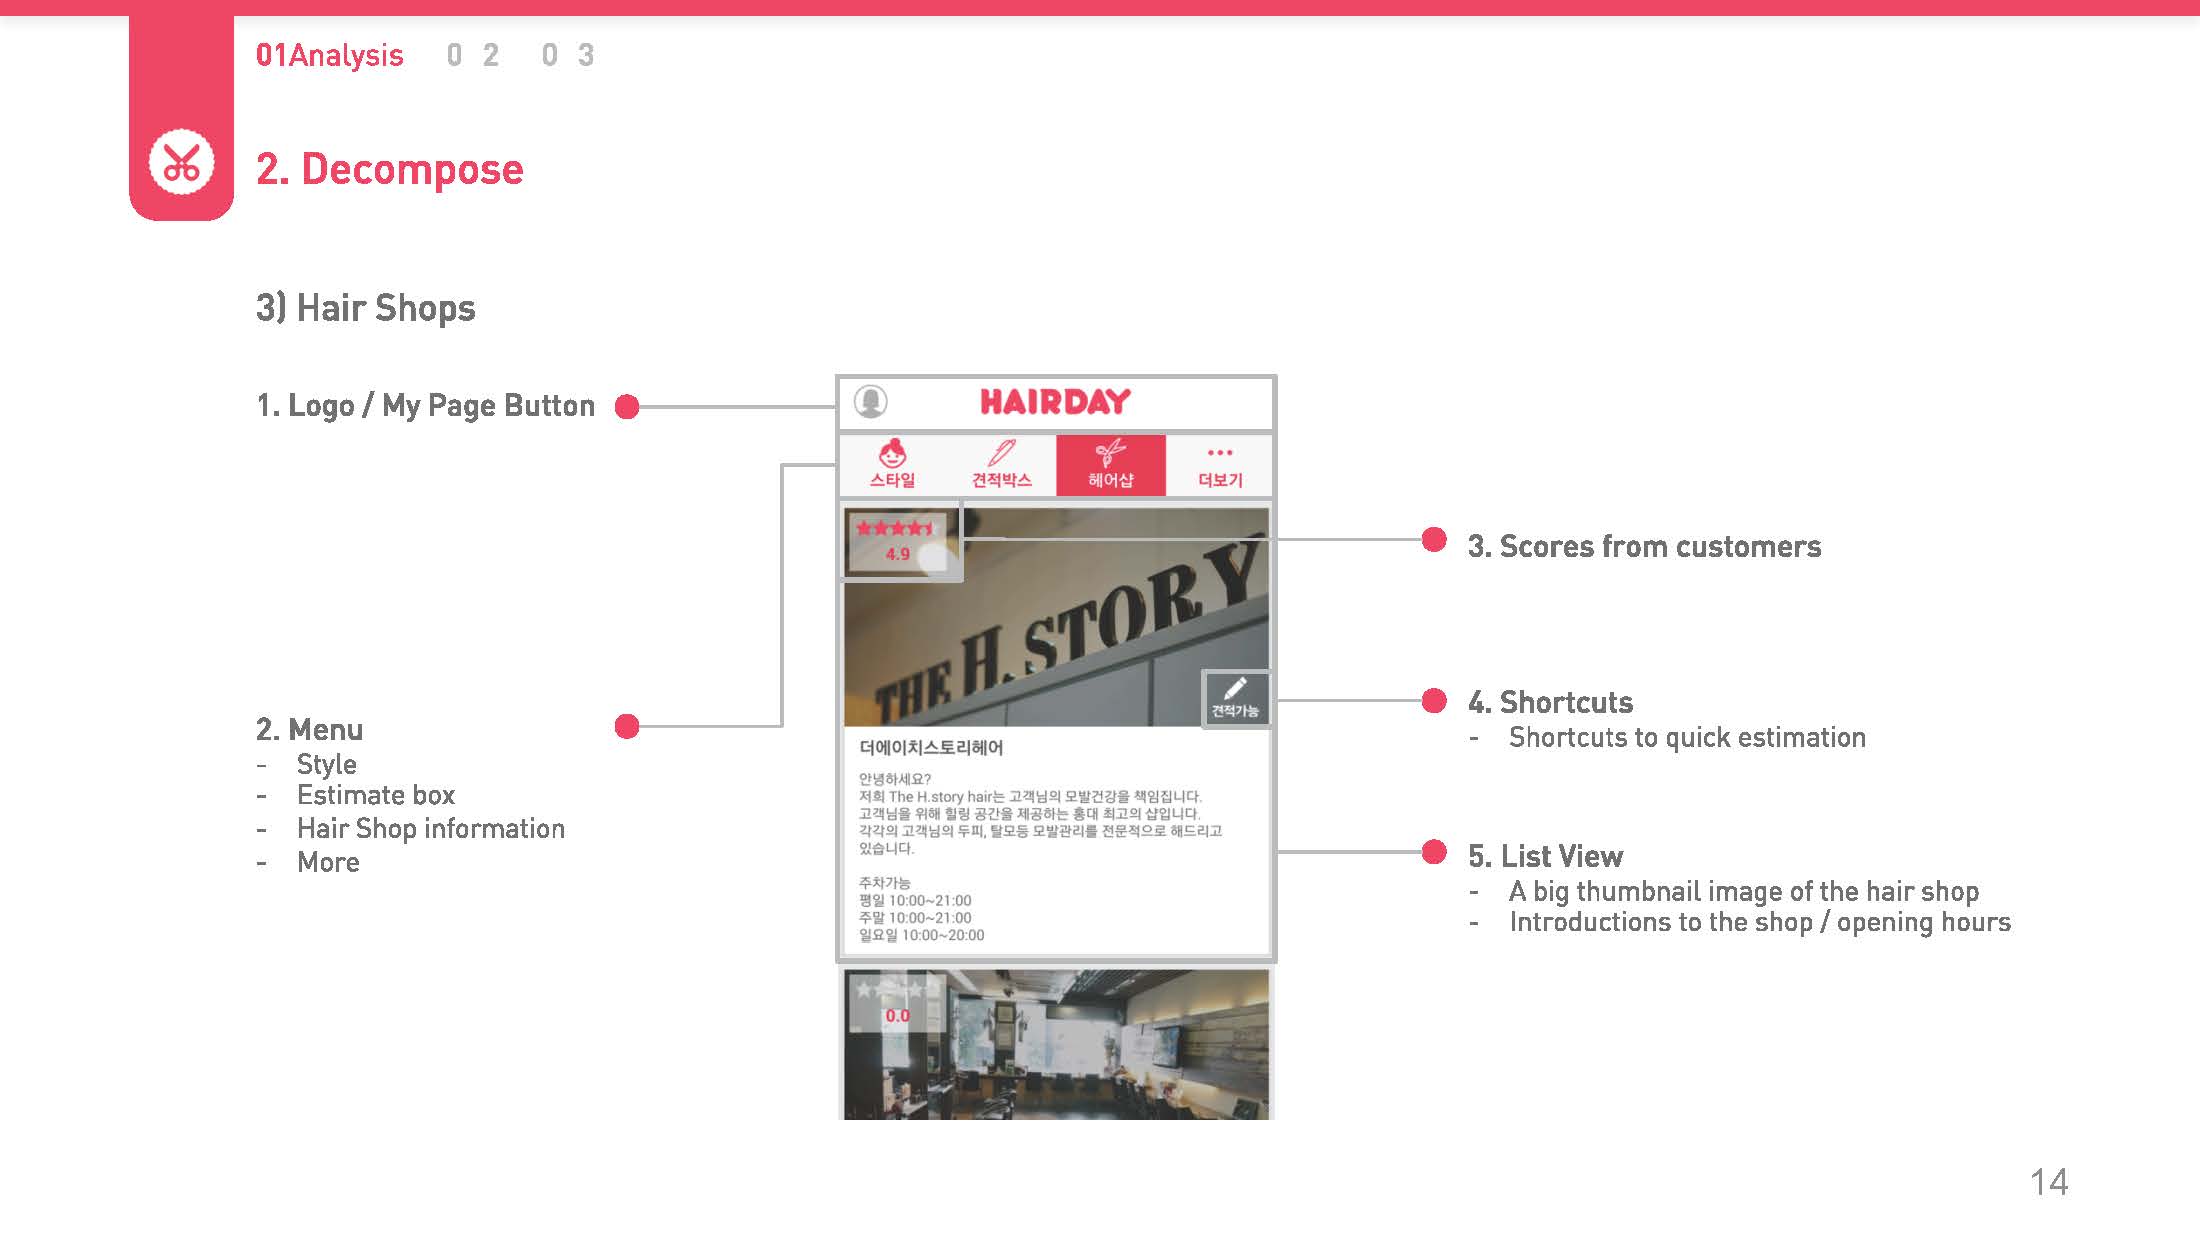 01Analysis 02 03
2. Decompose
3) Hair Shops
1. Logo / My Page Button
2. Menu
- Style
- Estimate box
- Hair Shop information
- More
HAIRDAY
스타일 견적박스 헤어샵 더보기
4.9
THE H. STORY
견적가능
더에이치스토리헤어
안녕하세요?
저희 The H.story hair는 고객님의 모발건강을 책임집니다.
고객님을 위해 힐링 공간을 제공하는 홍대 최고의 샵입니다.
각각의 고객님의 두피, 탈모등 모발관리를 전문적으로 해드리고
있습니다.
주차가능
평일 10:00~21:00
주말 10:00~21:00
일요일 10:00~20:00
0.0
3. Scores from customers
4. Shortcuts
- Shortcuts to quick estimation
5. List View
- A big thumbnail image of the hair shop
- Introductions to the shop / opening hours
14